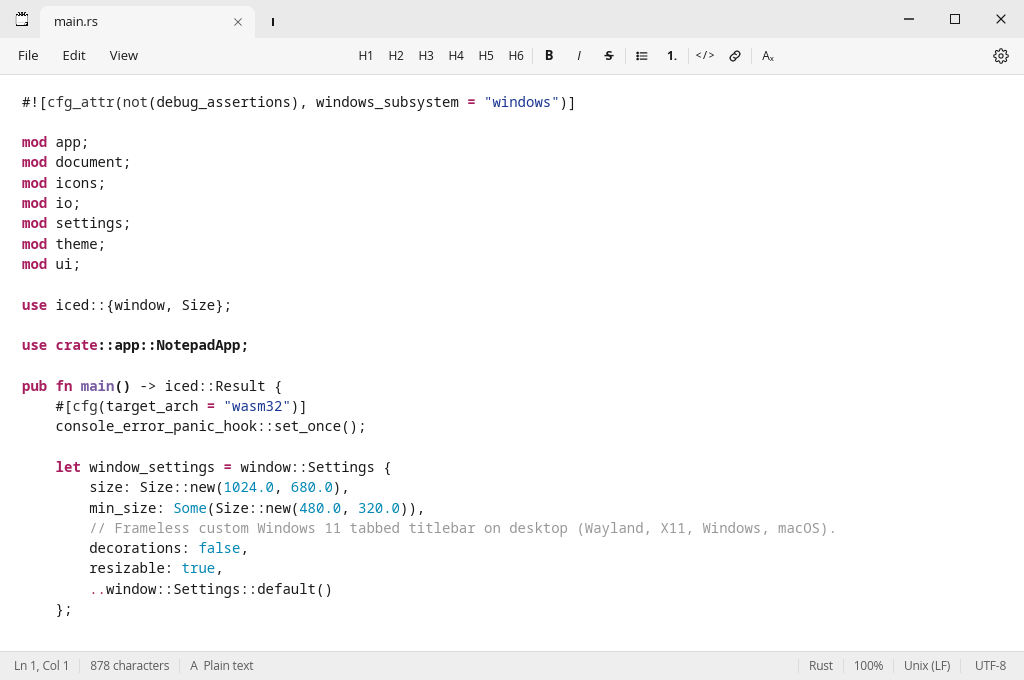 main.rs
File Edit View H1 H2 H3 H4 H5 H6 B I S 1. </> Aₓ
#![cfg_attr(not(debug_assertions), windows_subsystem = "windows")]
mod app;
mod document;
mod icons;
mod io;
mod settings;
mod theme;
mod ui;
use iced::{window, Size};
use crate::app::NotepadApp;
pub fn main() -> iced::Result {
    #[cfg(target_arch = "wasm32")]
    console_error_panic_hook::set_once();
    let window_settings = window::Settings {
        size: Size::new(1024.0, 680.0),
        min_size: Some(Size::new(480.0, 320.0)),
        // Frameless custom Windows 11 tabbed titlebar on desktop (Wayland, X11, Windows, macOS).
        decorations: false,
        resizable: true,
        ..window::Settings::default()
    };
Ln 1, Col 1 878 characters A Plain text Rust 100% Unix (LF) UTF-8